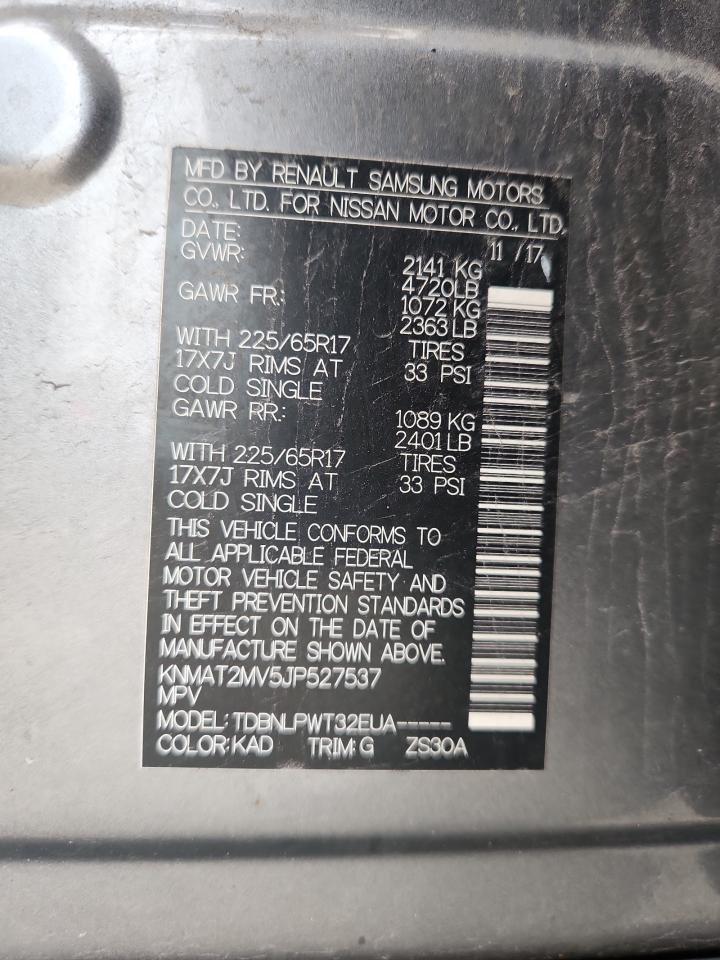 MFD BY RENAULT SAMSUNG MOTORS
CO., LTD. FOR NISSAN MOTOR CO., LTD.
DATE: 11 / 17
GVWR: 2141 KG
4720LB
GAWR FR.: 1072 KG
2363 LB
WITH 225/65R17 TIRES
17X7J RIMS AT 33 PSI
COLD SINGLE
GAWR RR.: 1089 KG
2401 LB
WITH 225/65R17 TIRES
17X7J RIMS AT 33 PSI
COLD SINGLE
THIS VEHICLE CONFORMS TO
ALL APPLICABLE FEDERAL
MOTOR VEHICLE SAFETY AND
THEFT PREVENTION STANDARDS
IN EFFECT ON THE DATE OF
MANUFACTURE SHOWN ABOVE.
KNMAT2MV5JP527537
MPV
MODEL: TDBNLPWT32EUA-----
COLOR:KAD TRIM:G ZS30A